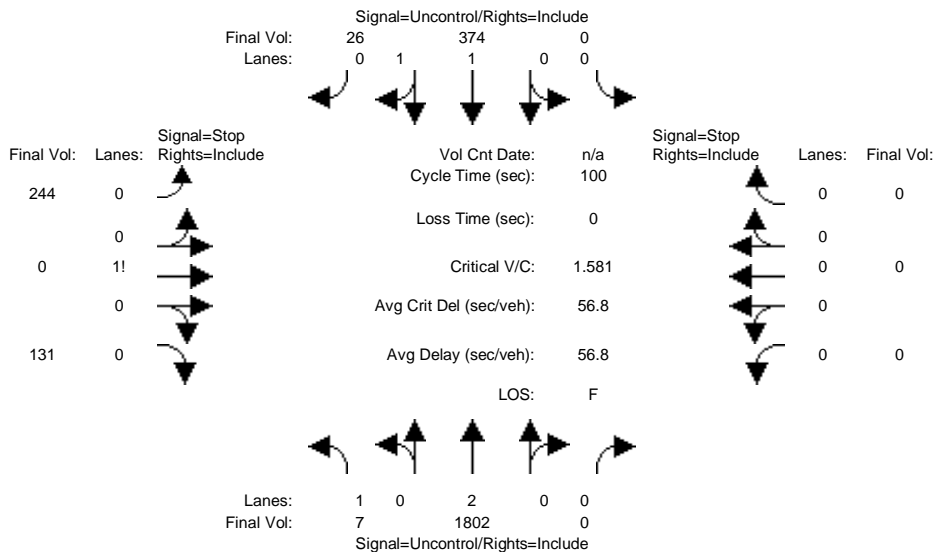 Signal=Uncontrol/Rights=Include
Final Vol: 26 374 0
Lanes: 0 1 1 0 0
Signal=Stop Signal=Stop
Final Vol: Lanes: Rights=Include Vol Cnt Date: n/a Rights=Include Lanes: Final Vol:
Cycle Time (sec): 100
244 0 0 0
Loss Time (sec): 0
0 0
0 1! Critical V/C: 1.581 0 0
0 Avg Crit Del (sec/veh): 56.8 0
131 0 Avg Delay (sec/veh): 56.8 0 0
LOS: F
Lanes: 1 0 2 0 0
Final Vol: 7 1802 0
Signal=Uncontrol/Rights=Include